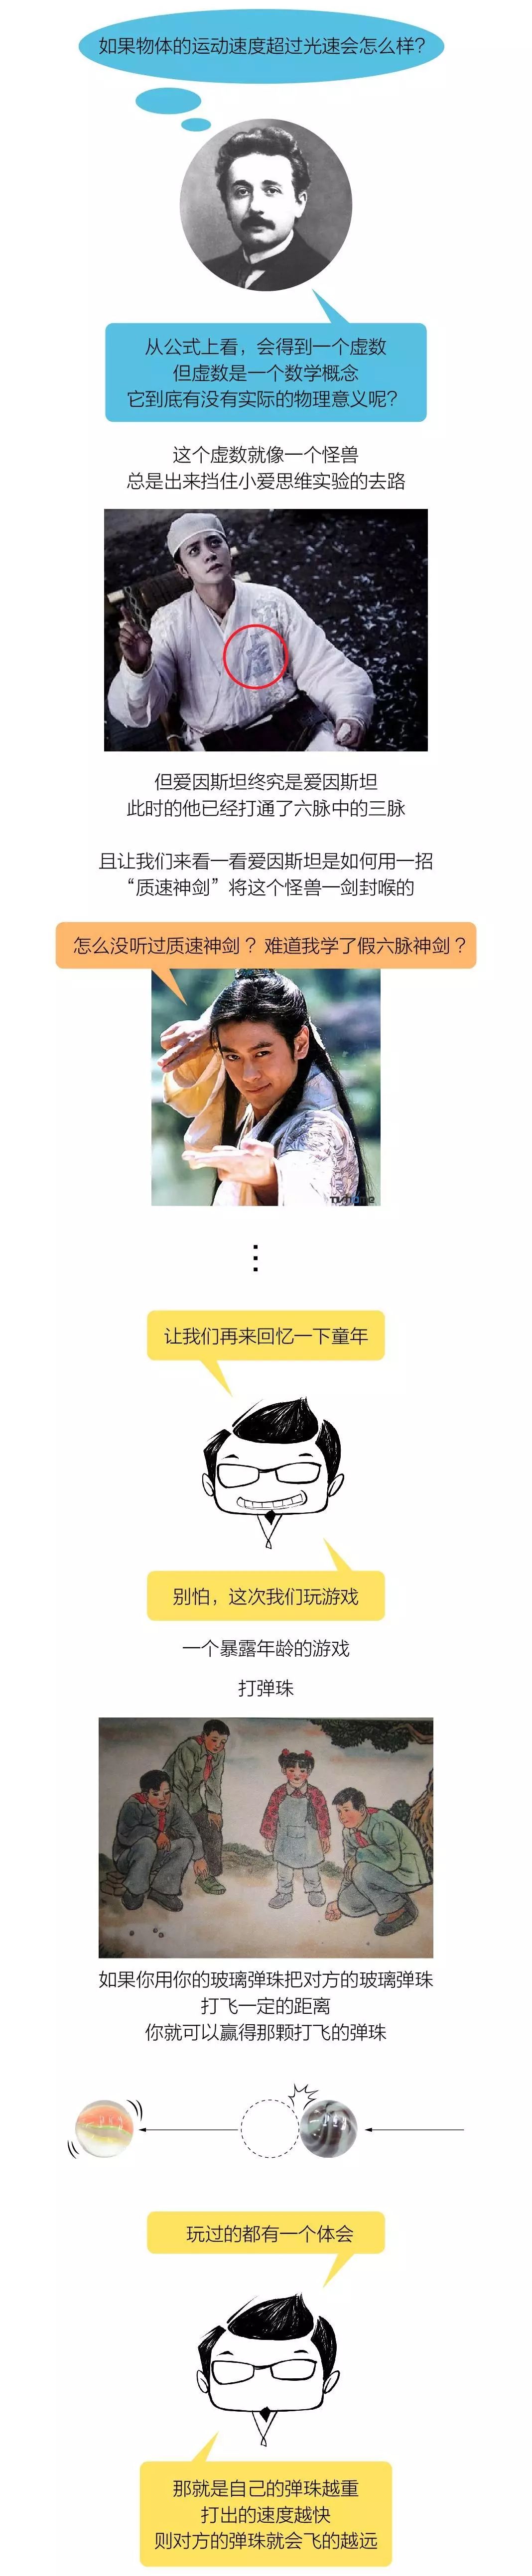 如果物体的运动速度超过光速会怎么样?
从公式上看，会得到一个虚数
但虚数是一个数学概念
它到底有没有实际的物理意义呢?
这个虚数就像一个怪兽
总是出来挡住小爱思维实验的去路
但爱因斯坦终究是爱因斯坦
此时的他已经打通了六脉中的三脉
且让我们来看一看爱因斯坦是如何用一招
“质速神剑”将这个怪兽一剑封喉的
怎么没听过质速神剑？难道我学了假六脉神剑？
⋮
让我们再来回忆一下童年
别怕，这次我们玩游戏
一个暴露年龄的游戏
打弹珠
如果你用你的玻璃弹珠把对方的玻璃弹珠
打飞一定的距离
你就可以赢得那颗打飞的弹珠
玩过的都有一个体会
那就是自己的弹珠越重
打出的速度越快
则对方的弹珠就会飞的越远